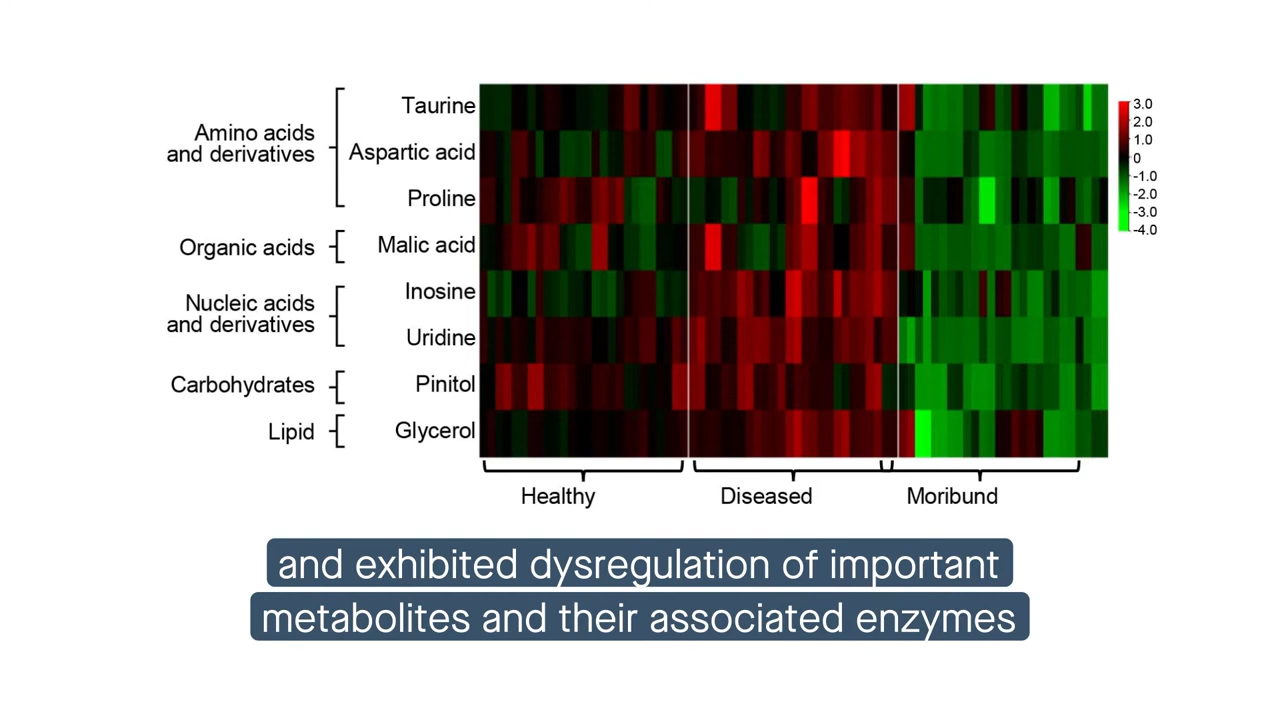 Amino acids
and derivatives
Taurine
Aspartic acid
Proline
Organic acids
Malic acid
Nucleic acids
and derivatives
Inosine
Uridine
Carbohydrates
Pinitol
Lipid
Glycerol
3.0
2.0
1.0
0
-1.0
-2.0
-3.0
-4.0
Healthy
Diseased
Moribund
and exhibited dysregulation of important
metabolites and their associated enzymes